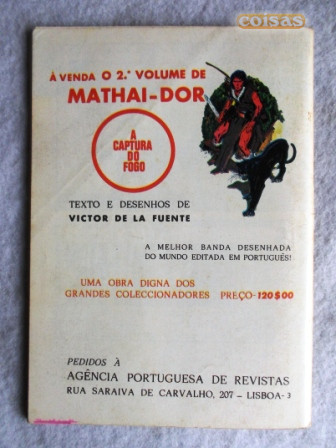 coisas
À VENDA O 2.º VOLUME DE
MATHAI-DOR
A
CAPTURA
DO
FOGO
TEXTO E DESENHOS DE
VICTOR DE LA FUENTE
A MELHOR BANDA DESENHADA
DO MUNDO EDITADA EM PORTUGUÊS!
UMA OBRA DIGNA DOS
GRANDES COLECCIONADORES PREÇO-120$00
PEDIDOS À
AGÊNCIA PORTUGUESA DE REVISTAS
RUA SARAIVA DE CARVALHO, 207 – LISBOA-3